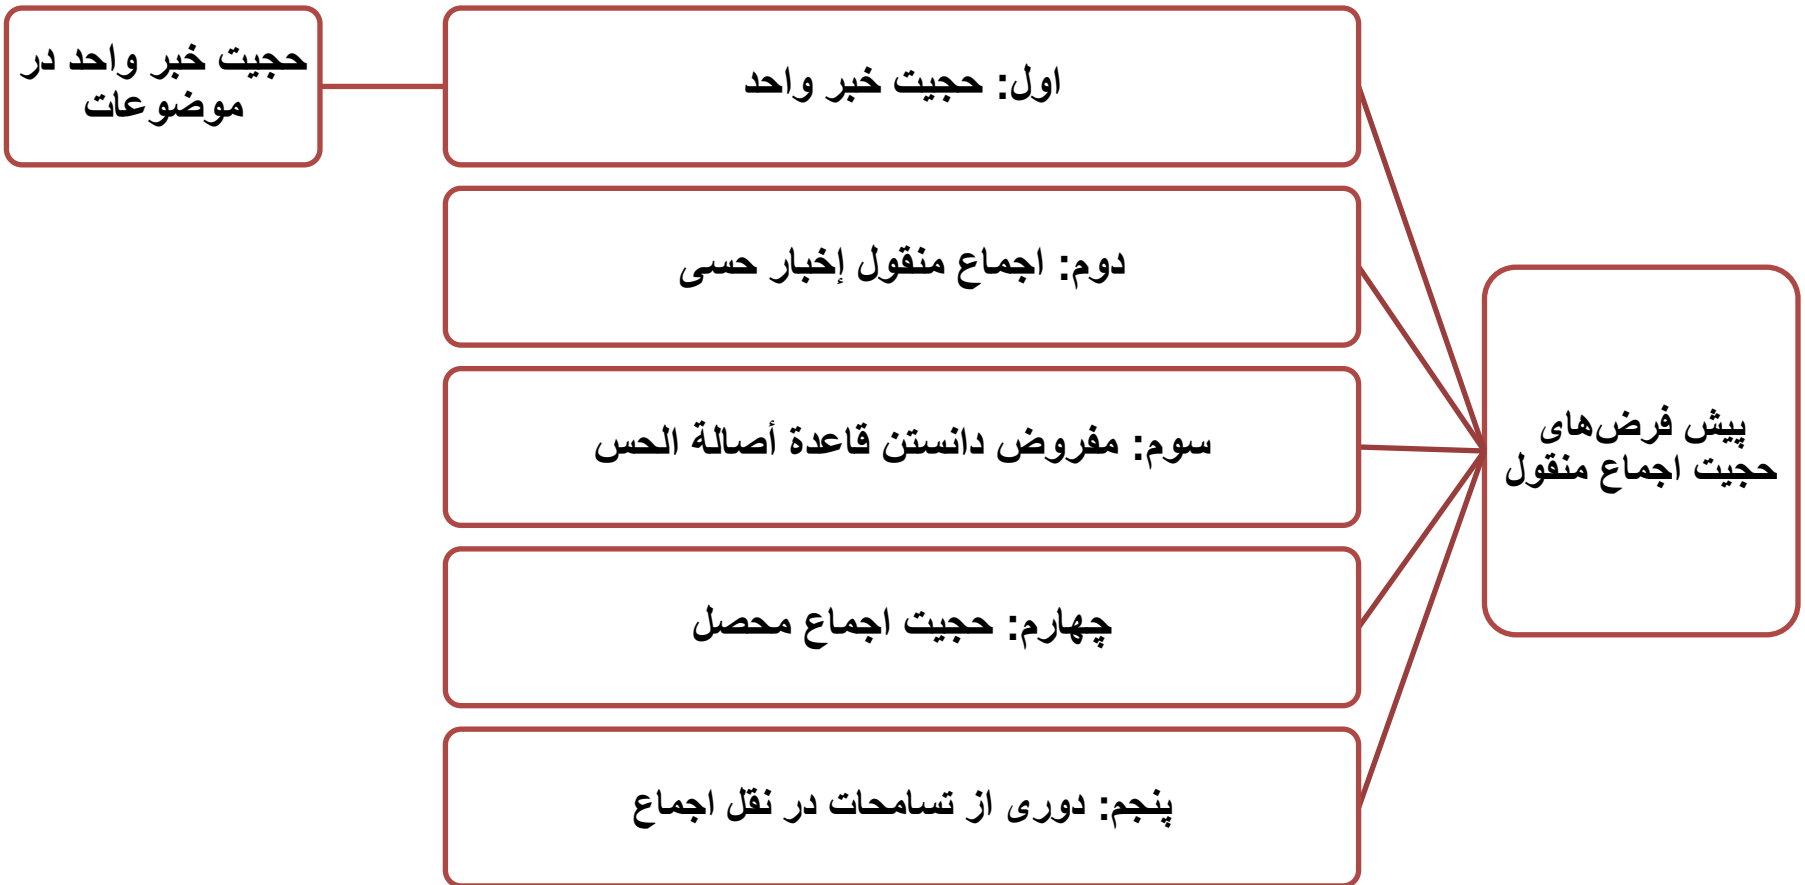 پیش فرض‌های
حجیت اجماع منقول
اول: حجیت خبر واحد
حجیت خبر واحد در
موضوعات
دوم: اجماع منقول إخبار حسی
سوم: مفروض دانستن قاعدة أصالة الحس
چهارم: حجیت اجماع محصل
پنجم: دوری از تسامحات در نقل اجماع